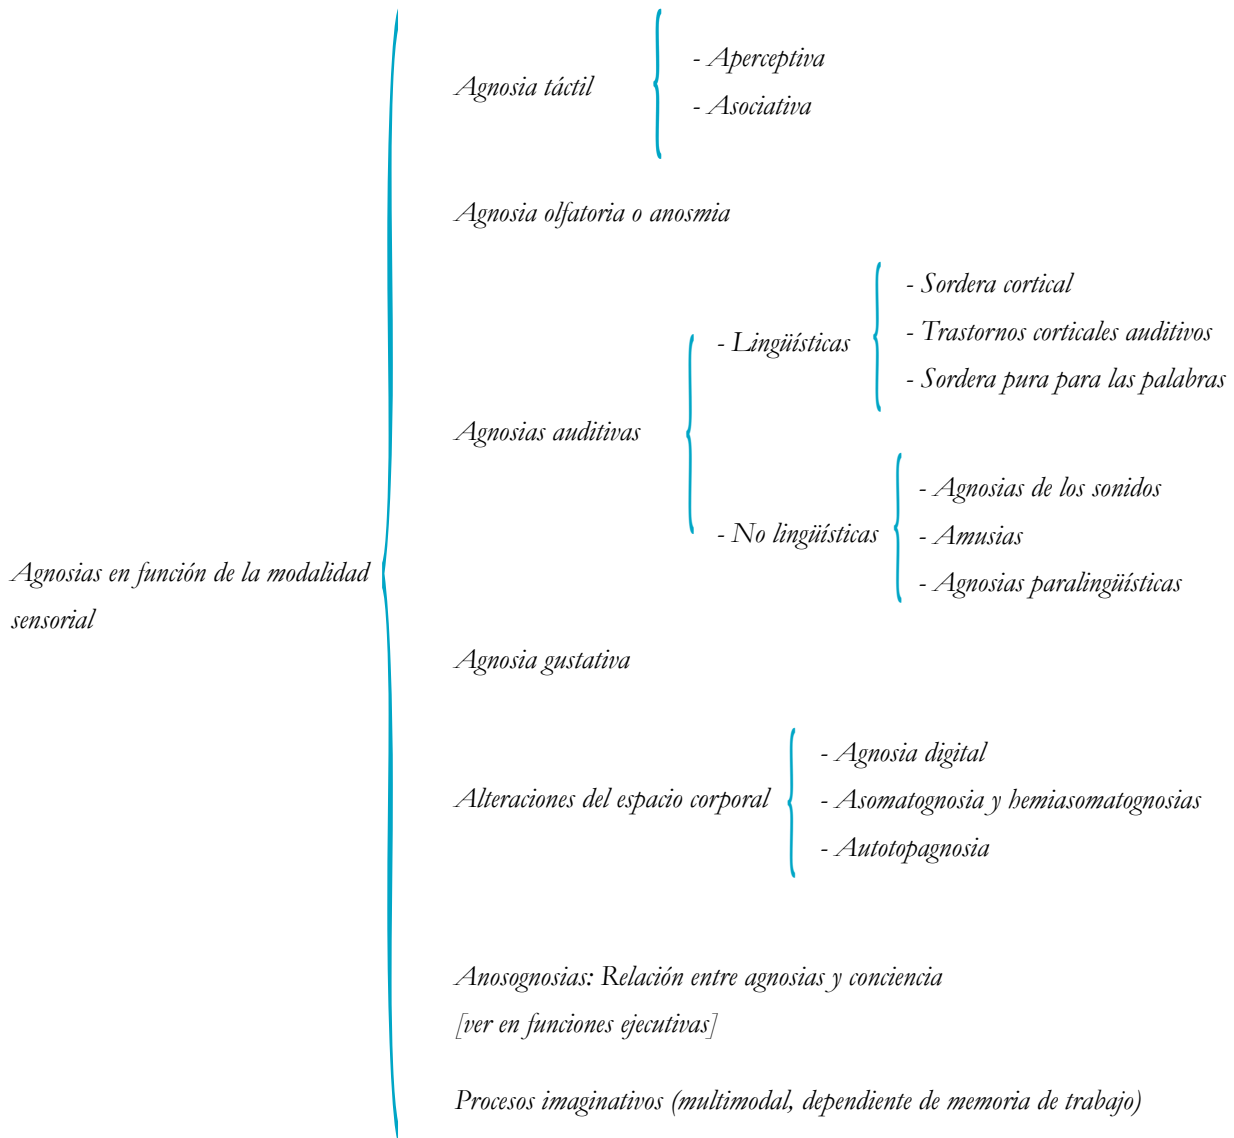 Agnosias en función de la modalidad
sensorial
Agnosia táctil
- Aperceptiva
- Asociativa
Agnosia olfatoria o anosmia
Agnosias auditivas
- Lingüísticas
- Sordera cortical
- Trastornos corticales auditivos
- Sordera pura para las palabras
- No lingüísticas
- Agnosias de los sonidos
- Amusias
- Agnosias paralingüísticas
Agnosia gustativa
Alteraciones del espacio corporal
- Agnosia digital
- Asomatognosia y hemiasomatognosias
- Autotopagnosia
Anosognosias: Relación entre agnosias y conciencia
[ver en funciones ejecutivas]
Procesos imaginativos (multimodal, dependiente de memoria de trabajo)